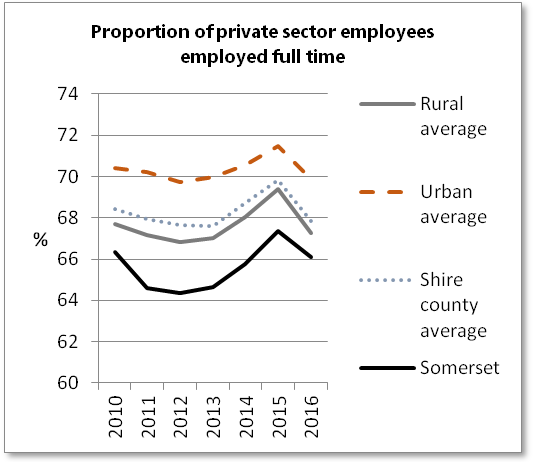 Proportion of private sector employees
employed full time
74
72
70
68
66
64
62
60
%
2010
2011
2012
2013
2014
2015
2016
Rural
average
Urban
average
Shire
county
average
Somerset